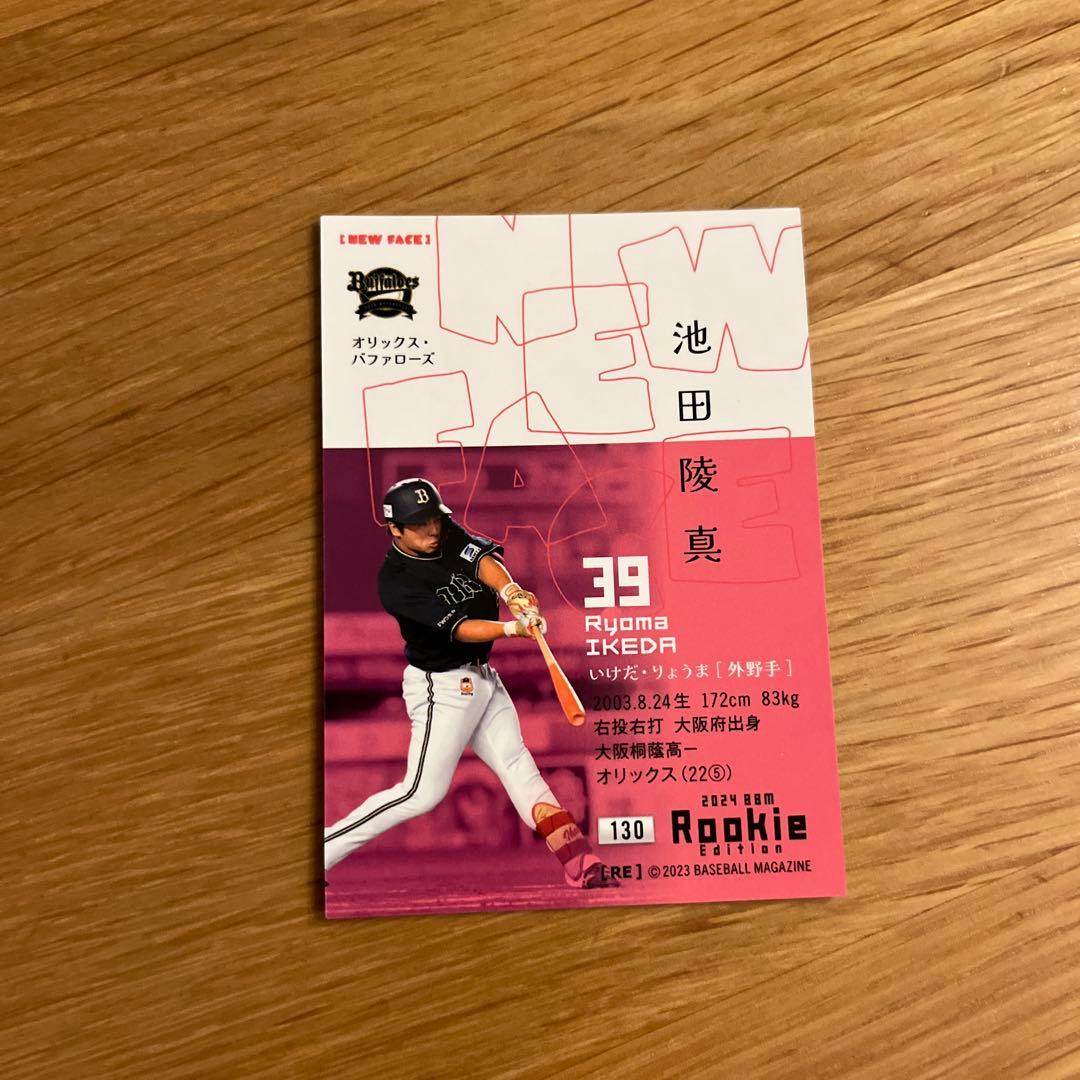 [NEW FACE]
NEW
FACE
Buffaloes
オリックス・
バファローズ
池田陵真
B
39
Ryoma
IKEDA
いけだ・りょうま[外野手]
2003.8.24生 172cm 83kg
右投右打 大阪府出身
大阪桐蔭高ー
オリックス(22⑤)
130
2024 BBM
Rookie
Edition
[RE] ©2023 BASEBALL MAGAZINE